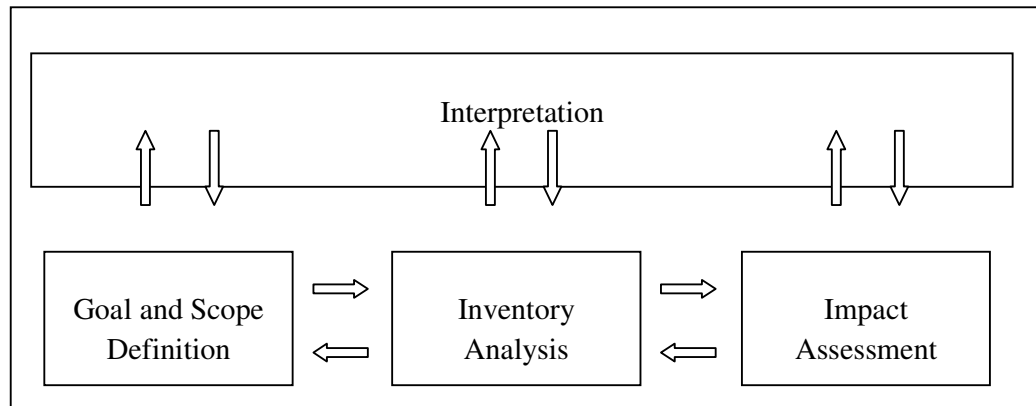 Interpretation
Goal and Scope
Definition
Inventory
Analysis
Impact
Assessment